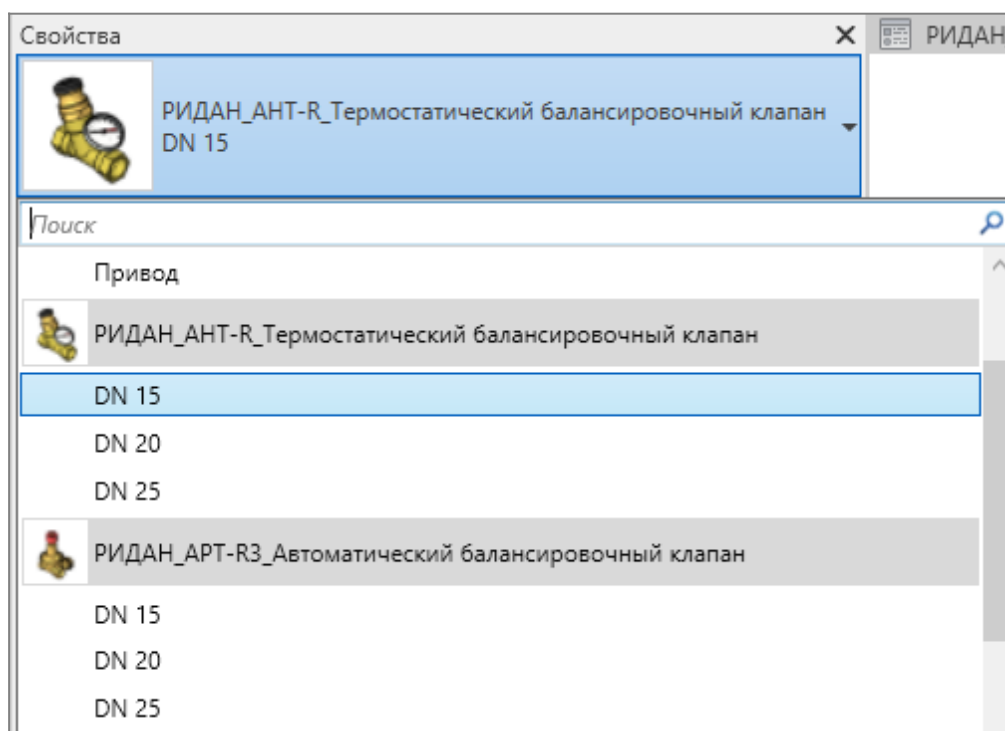 Свойства
РИДАН
РИДАН_AHT-R_Термостатический балансировочный клапан
DN 15
Поиск
Привод
РИДАН_AHT-R_Термостатический балансировочный клапан
DN 15
DN 20
DN 25
РИДАН_APT-R3_Автоматический балансировочный клапан
DN 15
DN 20
DN 25